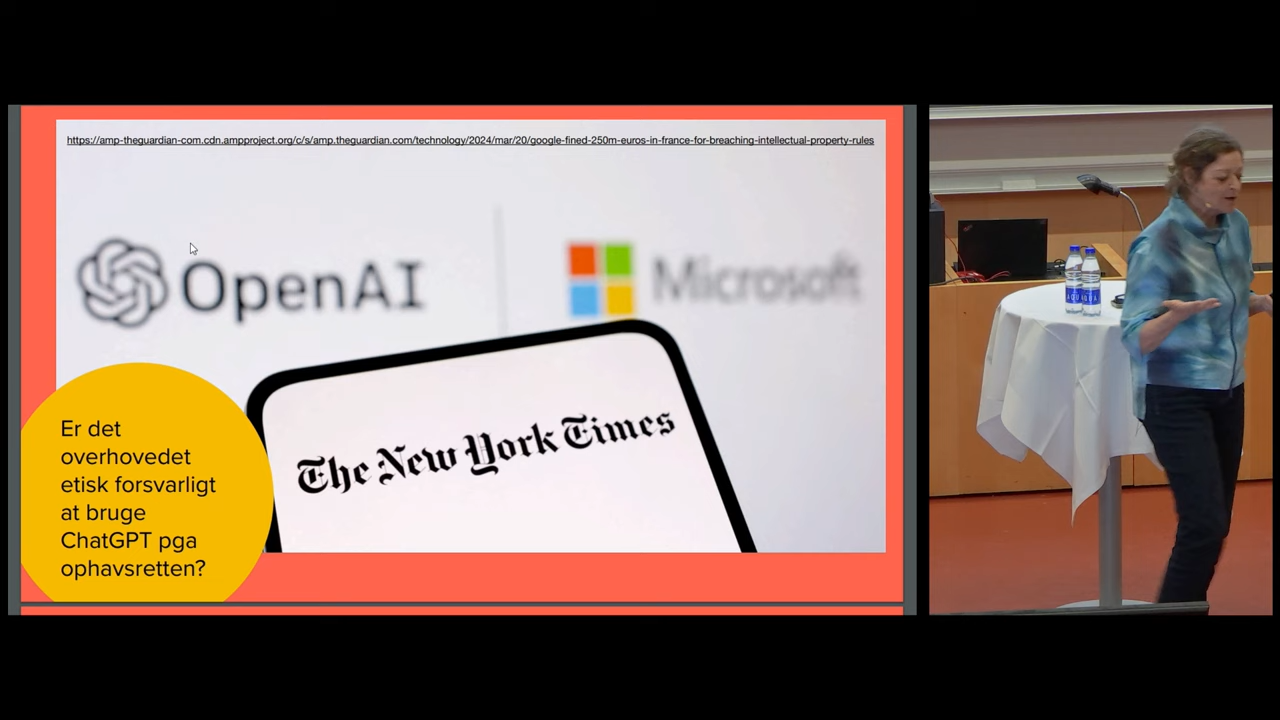 https://amp-theguardian-com.cdn.ampproject.org/c/s/amp.theguardian.com/technology/2024/mar/20/google-fined-250m-euros-in-france-for-breaching-intellectual-property-rules
OpenAI
Microsoft
The New York Times
Er det
overhovedet
etisk forsvarligt
at bruge
ChatGPT pga
ophavsretten?
AQUA